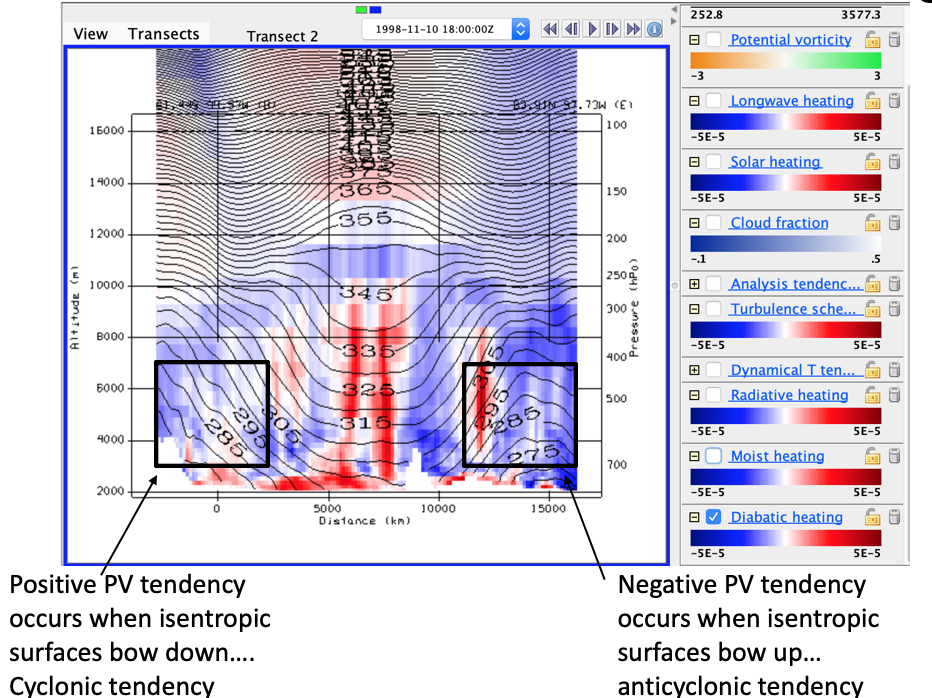 252.8 3577.3
View Transects Transect 2 1998-11-10 18:00:00Z
Potential vorticity
-3 3
Longwave heating
-5E-5 5E-5
Solar heating
-5E-5 5E-5
Cloud fraction
-.1 .5
Analysis tendenc...
Turbulence sche...
-5E-5 5E-5
Dynamical T ten...
Radiative heating
-5E-5 5E-5
Moist heating
-5E-5 5E-5
Diabatic heating
-5E-5 5E-5
Altitude (m)
16000
14000
12000
10000
8000
6000
4000
2000
0 5000 10000 15000
Distance (km)
100
150
200
250
300
400
500
700
Pressure (hPa)
375
365
355
345
335
325
315
305
295
285
305
295
285
275
Positive PV tendency
occurs when isentropic
surfaces bow down….
Cyclonic tendency
Negative PV tendency
occurs when isentropic
surfaces bow up…
anticyclonic tendency